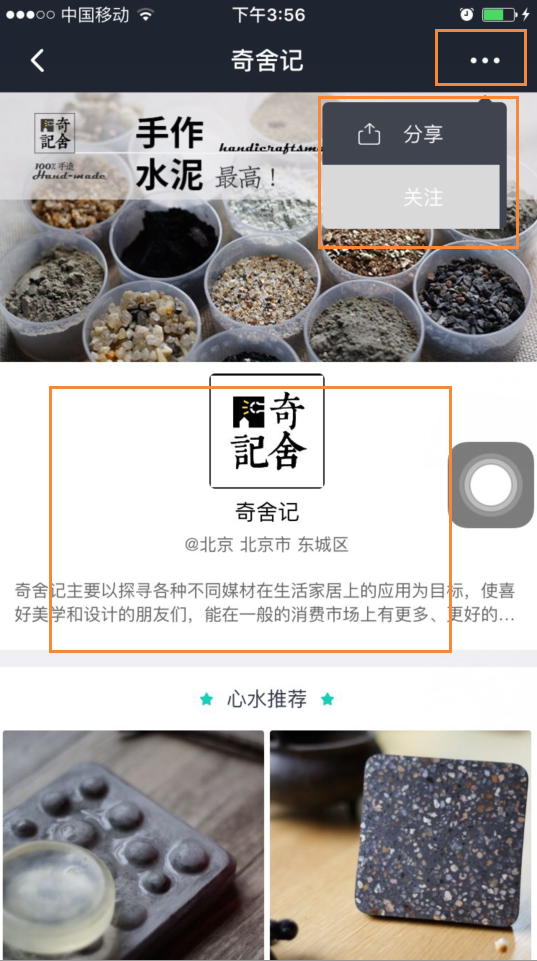 ●●●○○ 中国移动 下午3:56
奇舍记
•••
奇
記舍
100% 手造
Hand-made
手作
水泥 最高！
分享
关注
奇
記舍
奇舍记
@北京 北京市 东城区
奇舍记主要以探寻各种不同媒材在生活家居上的应用为目标，使喜
好美学和设计的朋友们，能在一般的消费市场上有更多、更好的...
心水推荐